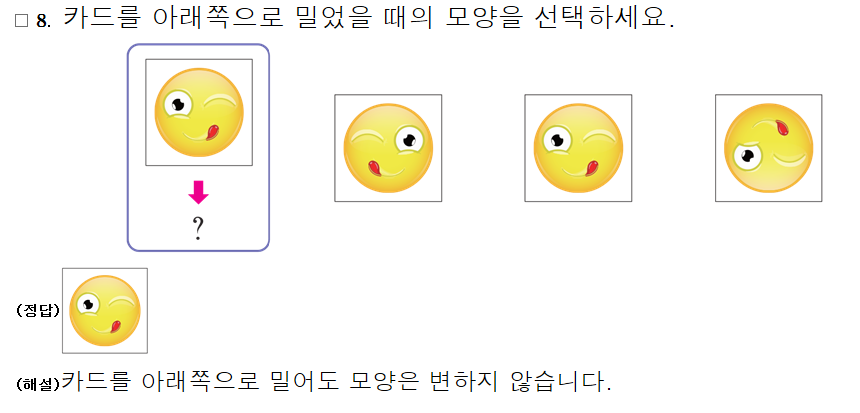 □ 8. 카드를 아래쪽으로 밀었을 때의 모양을 선택하세요.
?
(정답)
(해설)카드를 아래쪽으로 밀어도 모양은 변하지 않습니다.